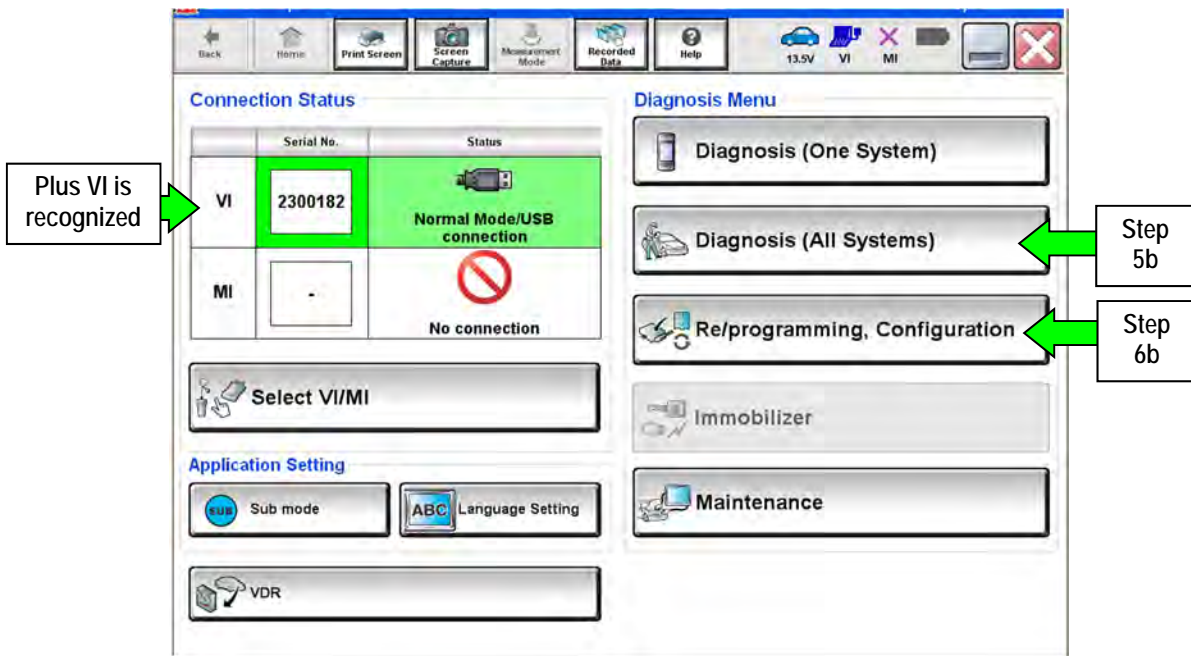 Back
Home
Print Screen
Screen
Capture
Measurement
Mode
Recorded
Data
Help
13.5V
VI
MI
Connection Status
Serial No.
Status
VI
2300182
Normal Mode/USB
connection
MI
-
No connection
Select VI/MI
Application Setting
SUB
Sub mode
ABC
Language Setting
VDR
Diagnosis Menu
Diagnosis (One System)
Diagnosis (All Systems)
Re/programming, Configuration
Immobilizer
Maintenance
Plus VI is
recognized
Step
5b
Step
6b